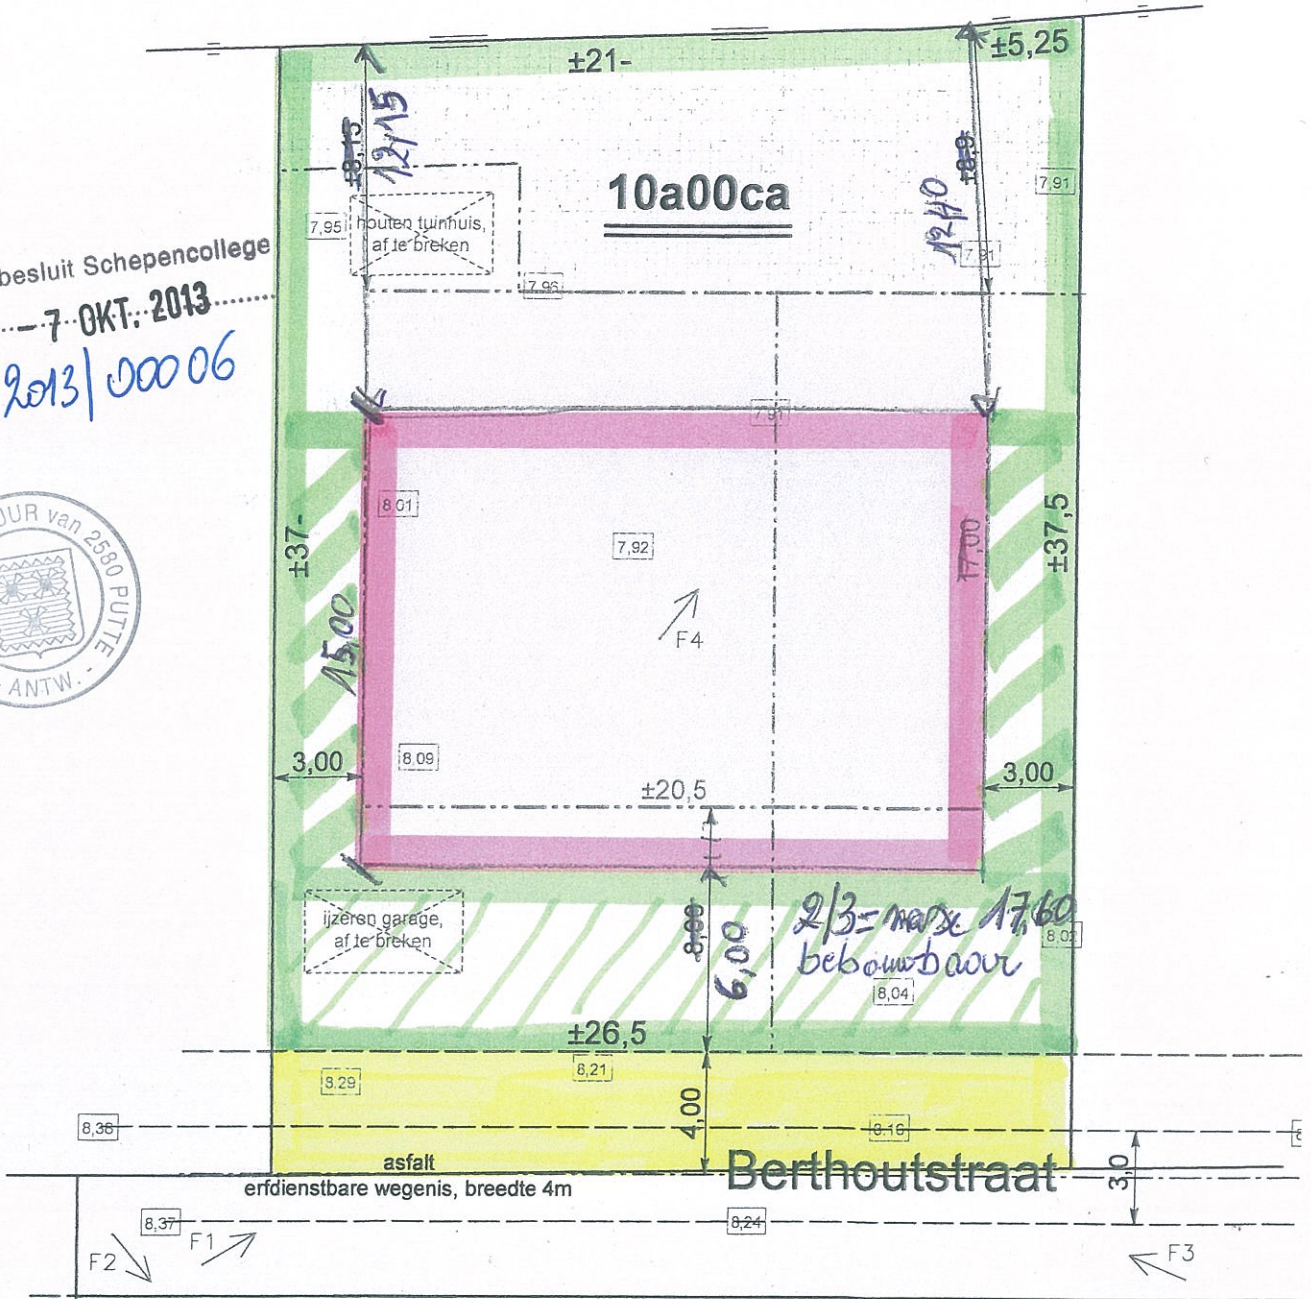 ±21-
±5,25
±8,15
12,15
±8.9
12,40
10a00ca
7,91
7,95
houten tuinhuis,
af te breken
7,91
7,96
besluit Schepencollege
-7 OKT. 2013
2013/00006
7,91
8,01
±37-
7,92
17,00
±37,5
UUR van 2580 PUTTE
- ANTW. -
15,00
F4
3,00
8,09
±20,5
3,00
ijzeren garage,
af te breken
8,00
6,00
2/3 = max 17,60
bebouwbaar
8,04
±26,5
8,21
8.29
4,00
8,38
8.16
asfalt
Berthoutstraat
erfdienstbare wegenis, breedte 4m
3,0
8,37
8,24
F1
F2
F3